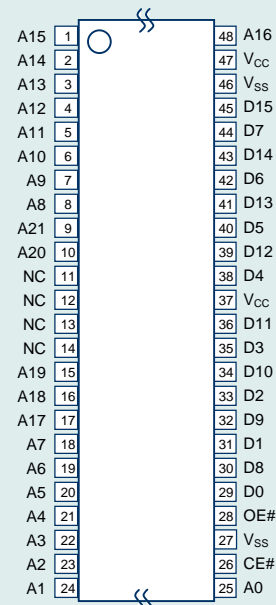 A15 1 48 A16
A14 2 47 VCC
A13 3 46 VSS
A12 4 45 D15
A11 5 44 D7
A10 6 43 D14
A9 7 42 D6
A8 8 41 D13
A21 9 40 D5
A20 10 39 D12
NC 11 38 D4
NC 12 37 VCC
NC 13 36 D11
NC 14 35 D3
A19 15 34 D10
A18 16 33 D2
A17 17 32 D9
A7 18 31 D1
A6 19 30 D8
A5 20 29 D0
A4 21 28 OE#
A3 22 27 VSS
A2 23 26 CE#
A1 24 25 A0